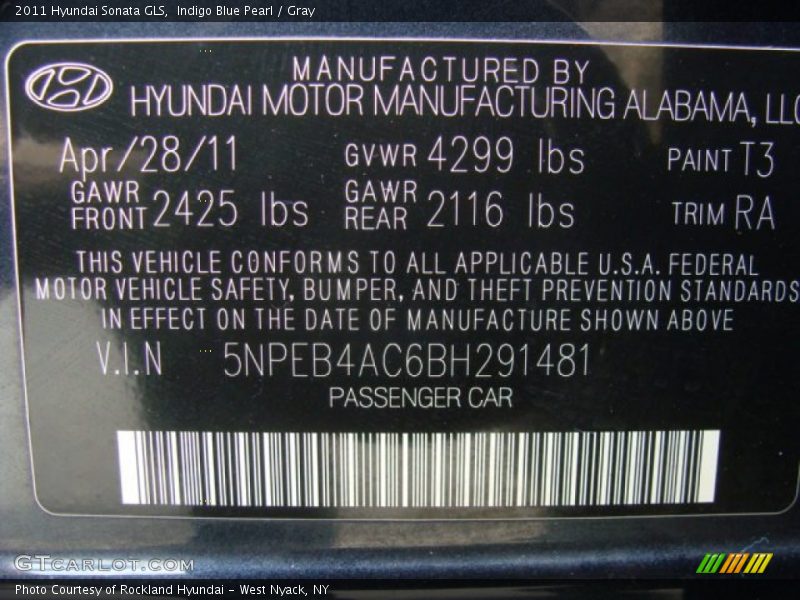 2011 Hyundai Sonata GLS,  Indigo Blue Pearl / Gray
MANUFACTURED BY
HYUNDAI MOTOR MANUFACTURING ALABAMA, LLC
Apr/28/11 GVWR 4299 lbs PAINT T3
GAWR FRONT 2425 lbs GAWR REAR 2116 lbs TRIM RA
THIS VEHICLE CONFORMS TO ALL APPLICABLE U.S.A. FEDERAL
MOTOR VEHICLE SAFETY, BUMPER, AND THEFT PREVENTION STANDARDS
IN EFFECT ON THE DATE OF MANUFACTURE SHOWN ABOVE
V.I.N 5NPEB4AC6BH291481
PASSENGER CAR
GTCARLOT.COM
Photo Courtesy of Rockland Hyundai - West Nyack, NY